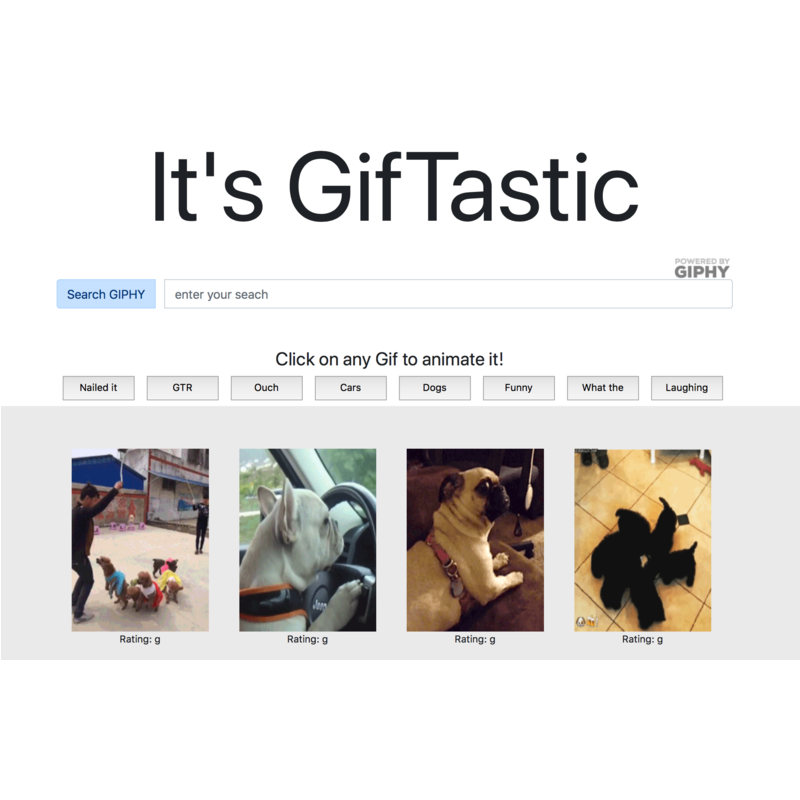 It's GifTastic
POWERED BY
GIPHY
Search GIPHY
enter your seach
Click on any Gif to animate it!
Nailed it
GTR
Ouch
Cars
Dogs
Funny
What the
Laughing
Jeep
Rating: g
Rating: g
Rating: g
Rating: g